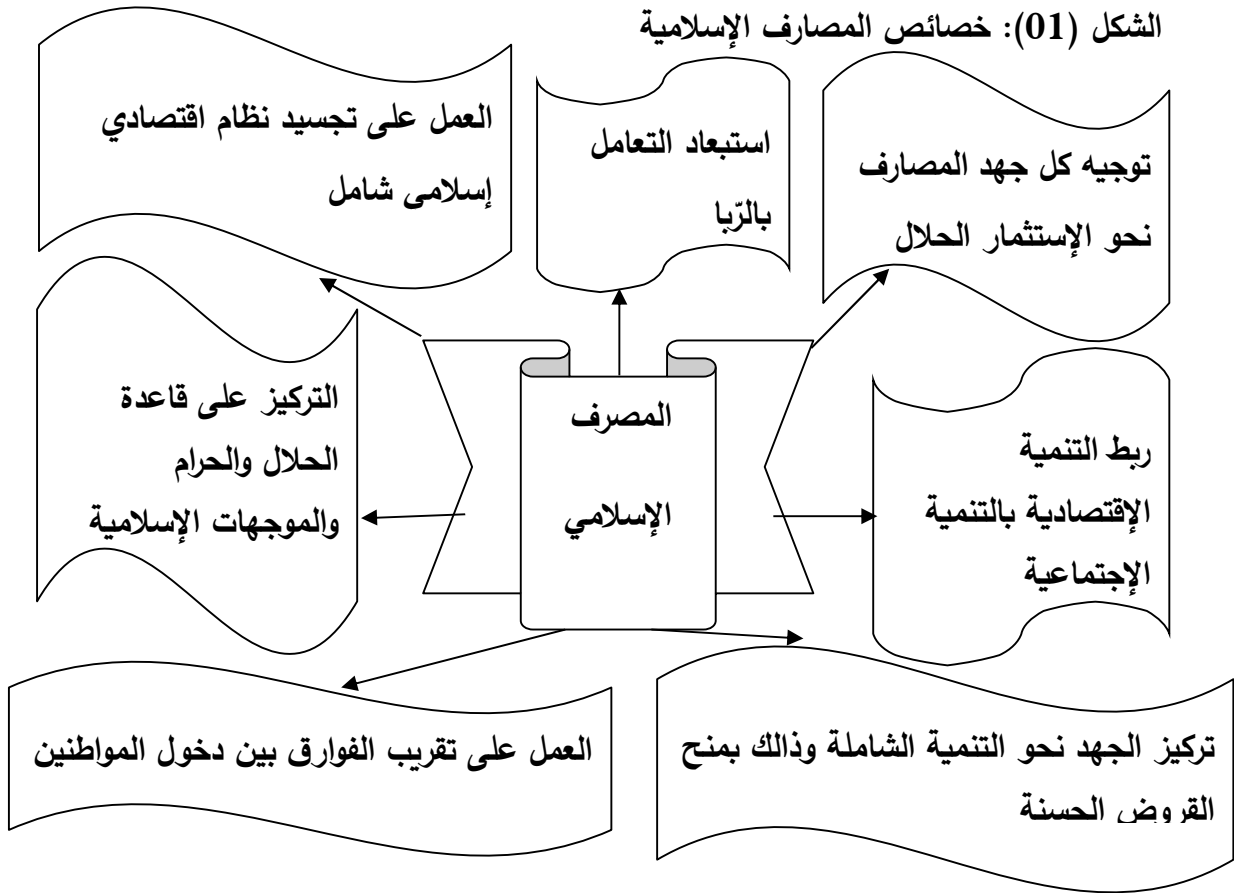 الشكل (01): خصائص المصارف الإسلامية
توجيه كل جهد المصارف
نحو الإستثمار الحلال
استبعاد التعامل
بالرّبا
العمل على تجسيد نظام اقتصادي
إسلامى شامل
المصرف
الإسلامي
ربط التنمية
الإقتصادية بالتنمية
الإجتماعية
التركيز على قاعدة
الحلال والحرام
والموجهات الإسلامية
تركيز الجهد نحو التنمية الشاملة وذالك بمنح
القروض الحسنة
العمل على تقريب الفوارق بين دخول المواطنين